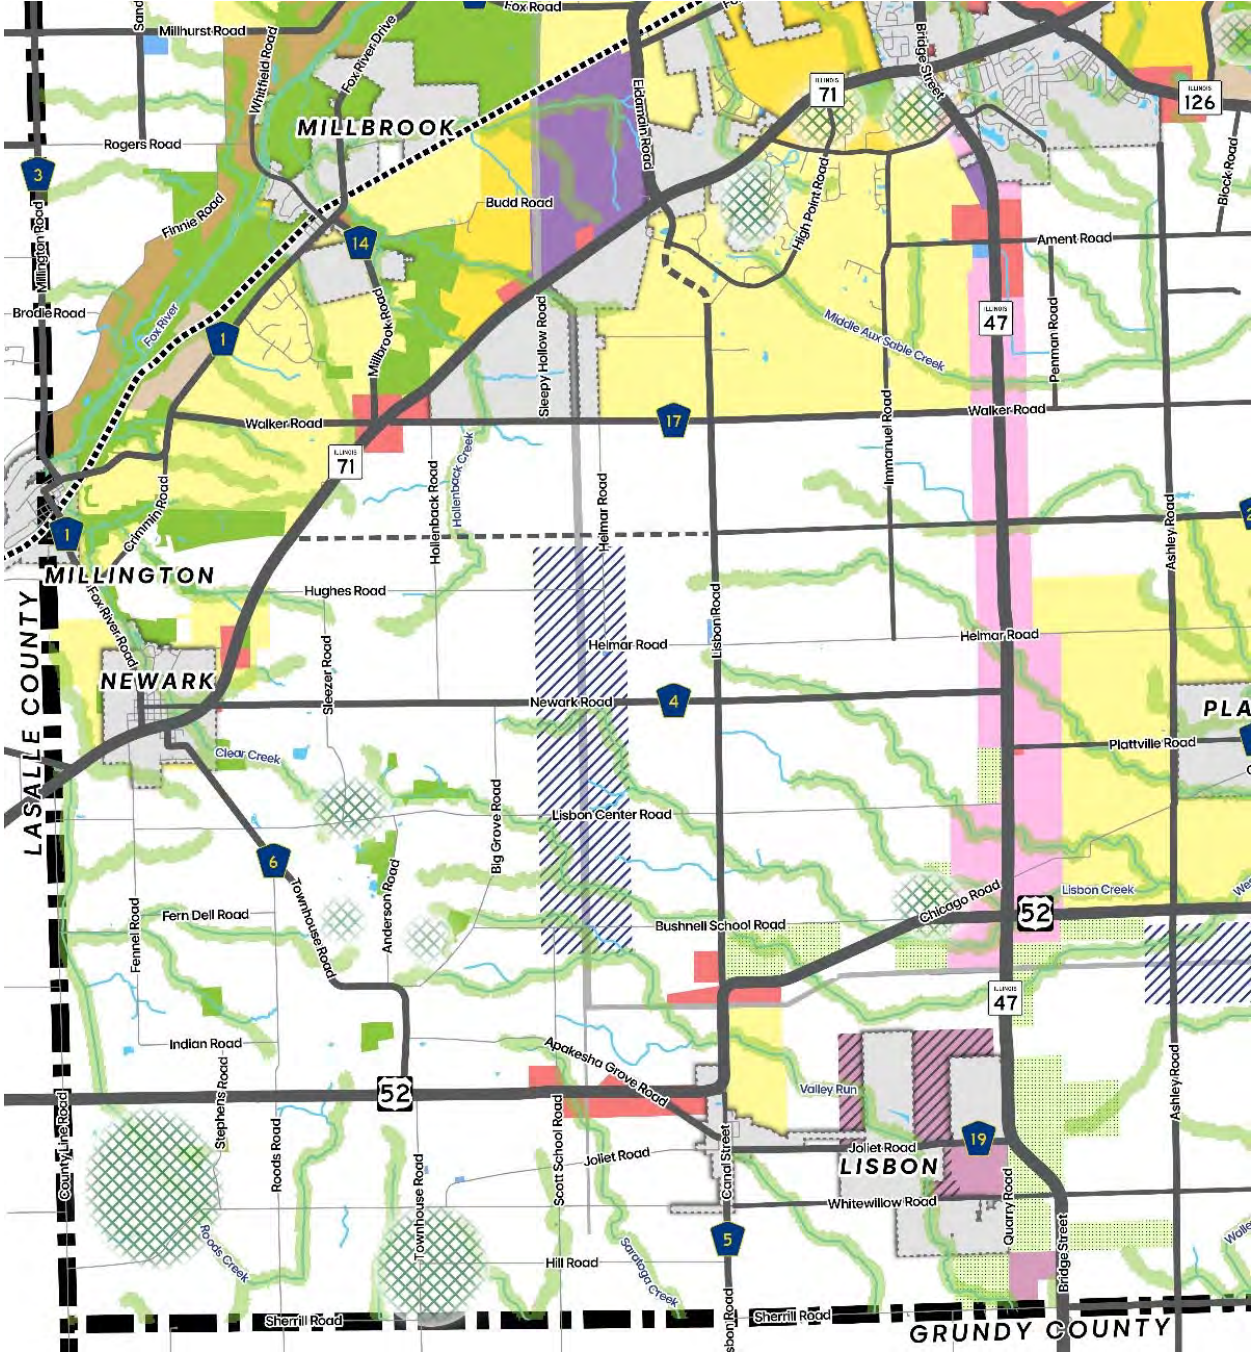 Fox Road
Millhurst Road
Whitfield Road
Fox River Drive
Bridge Street
ILLINOIS
71
ILLINOIS
126
MILLBROOK
Eldamain Road
Rogers Road
3
Block Road
Finnie Road
Budd Road
High Point Road
Millington Road
14
Ament Road
Brodie Road
Fox River
1
Millbrook Road
Sleepy Hollow Road
ILLINOIS
47
Middle Aux Sable Creek
Penman Road
Walker Road
17
Immanuel Road
Walker Road
ILLINOIS
71
Hollenback Road
Hollenback Creek
Helmar Road
Crimmin Road
1
Ashley Road
MILLINGTON
Hughes Road
Fox River Road
Lisbon Road
Helmar Road
Helmar Road
LASALLE COUNTY
NEWARK
Sleezer Road
Newark Road
4
PLA
Plattville Road
Clear Creek
Big Grove Road
Lisbon Center Road
6
Townhouse Road
Anderson Road
Chicago Road
Lisbon Creek
Fennel Road
Fern Dell Road
Bushnell School Road
52
ILLINOIS
47
Indian Road
Apakesha Grove Road
Stephens Road
52
Valley Run
Ashley Road
County Line Road
Roods Road
Scott School Road
Joliet Road
Canal Street
Joliet Road
19
LISBON
Townhouse Road
Whitewillow Road
Quarry Road
Bridge Street
Roods Creek
5
Saratoga Creek
Hill Road
Sherrill Road
Sherrill Road
GRUNDY COUNTY